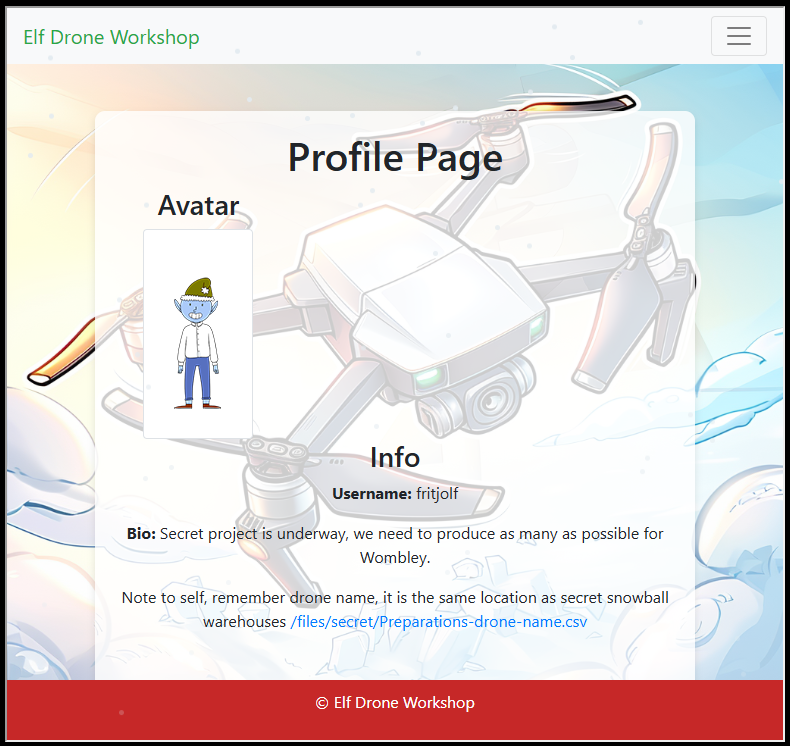 Elf Drone Workshop
Profile Page
Avatar
Info
Username: fritjolf
Bio: Secret project is underway, we need to produce as many as possible for
Wombley.
Note to self, remember drone name, it is the same location as secret snowball
warehouses /files/secret/Preparations-drone-name.csv
© Elf Drone Workshop